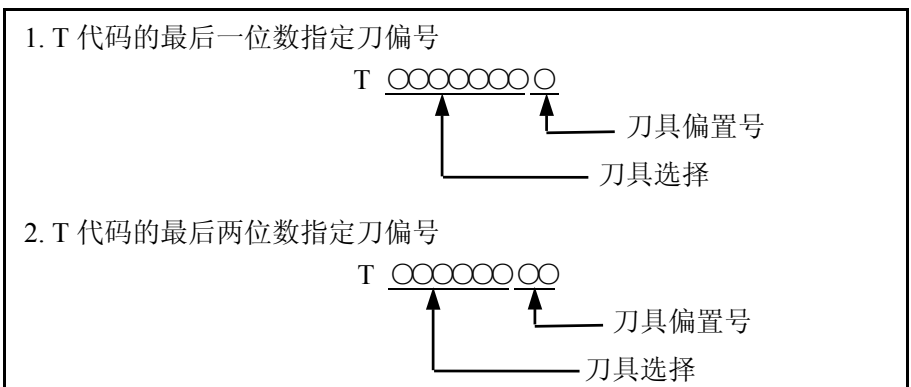 1. T 代码的最后一位数指定刀偏号
T ○○○○○○○ ○
刀具偏置号
刀具选择
2. T 代码的最后两位数指定刀偏号
T ○○○○○○ ○○
刀具偏置号
刀具选择